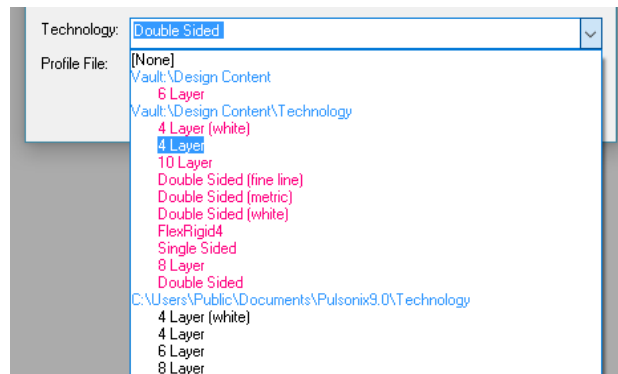 Technology: Double Sided
Profile File:
[None]
Vault:\Design Content
6 Layer
Vault:\Design Content\Technology
4 Layer (white)
4 Layer
10 Layer
Double Sided (fine line)
Double Sided (metric)
Double Sided (white)
FlexRigid4
Single Sided
8 Layer
Double Sided
C:\Users\Public\Documents\Pulsonix9.0\Technology
4 Layer (white)
4 Layer
6 Layer
8 Layer